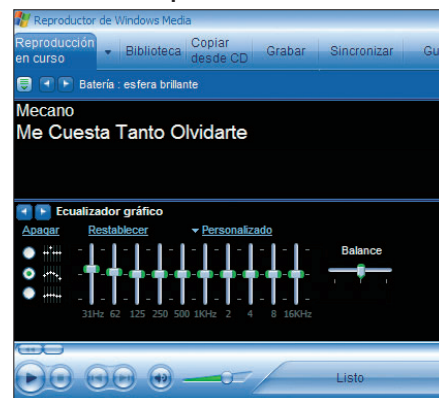 Reproductor de Windows Media
Reproducción en curso
Biblioteca
Copiar desde CD
Grabar
Sincronizar
Gu
Batería : esfera brillante
Mecano
Me Cuesta Tanto Olvidarte
Ecualizador gráfico
Apagar Restablecer Personalizado
Balance
31Hz 62 125 250 500 1KHz 2 4 8 16KHz
Listo